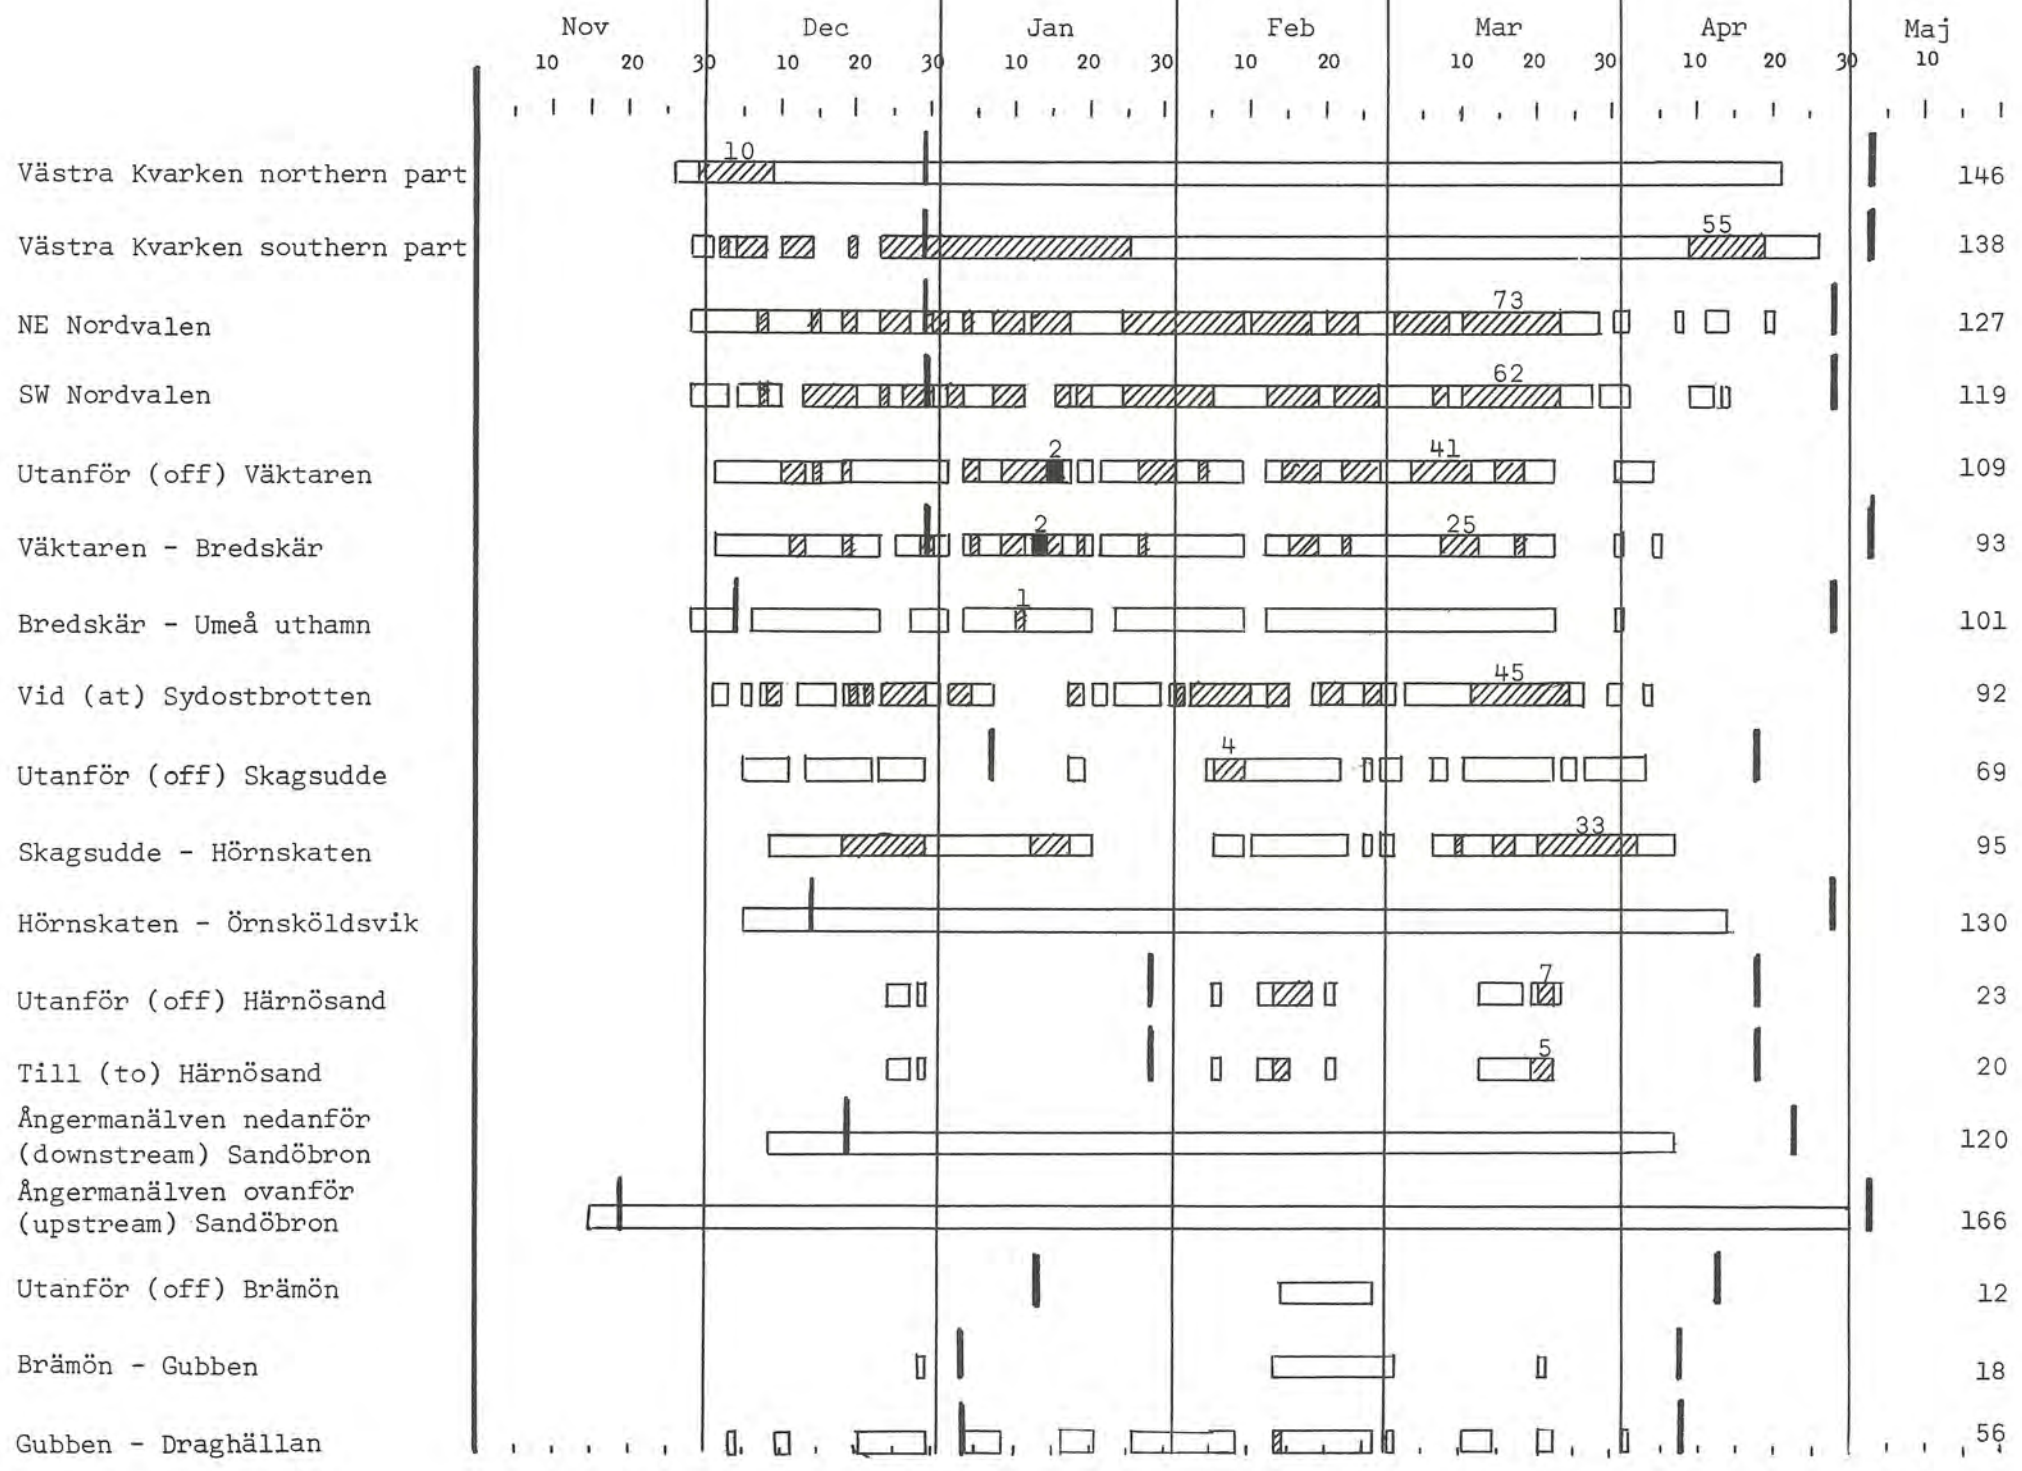 Nov Dec Jan Feb Mar Apr Maj
10 20 30 10 20 30 10 20 30 10 20 10 20 30 10 20 30 10
10
Västra Kvarken northern part 146
55
Västra Kvarken southern part 138
73
NE Nordvalen 127
62
SW Nordvalen 119
2 41
Utanför (off) Väktaren 109
2 25
Väktaren - Bredskär 93
1
Bredskär - Umeå uthamn 101
45
Vid (at) Sydostbrotten 92
4
Utanför (off) Skagsudde 69
33
Skagsudde - Hörnskaten 95
Hörnskaten - Örnsköldsvik 130
7
Utanför (off) Härnösand 23
5
Till (to) Härnösand 20
Ångermanälven nedanför
(downstream) Sandöbron 120
Ångermanälven ovanför
(upstream) Sandöbron 166
Utanför (off) Brämön 12
Brämön - Gubben 18
Gubben - Draghällan 56